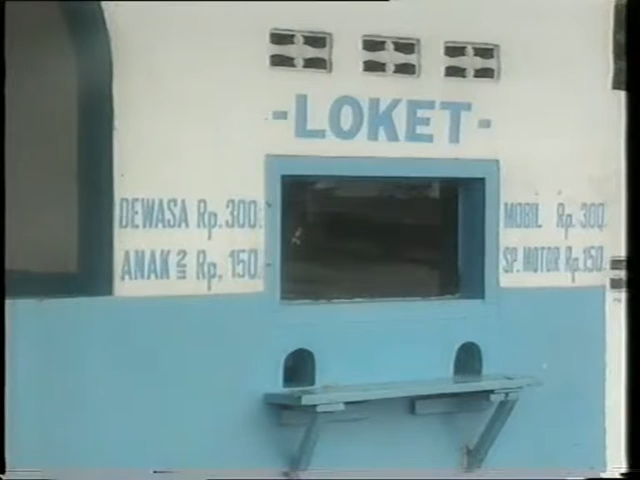 -LOKET-
DEWASA Rp.300.
ANAK² Rp. 150.
MOBIL Rp.300.
SP. MOTOR Rp.150.